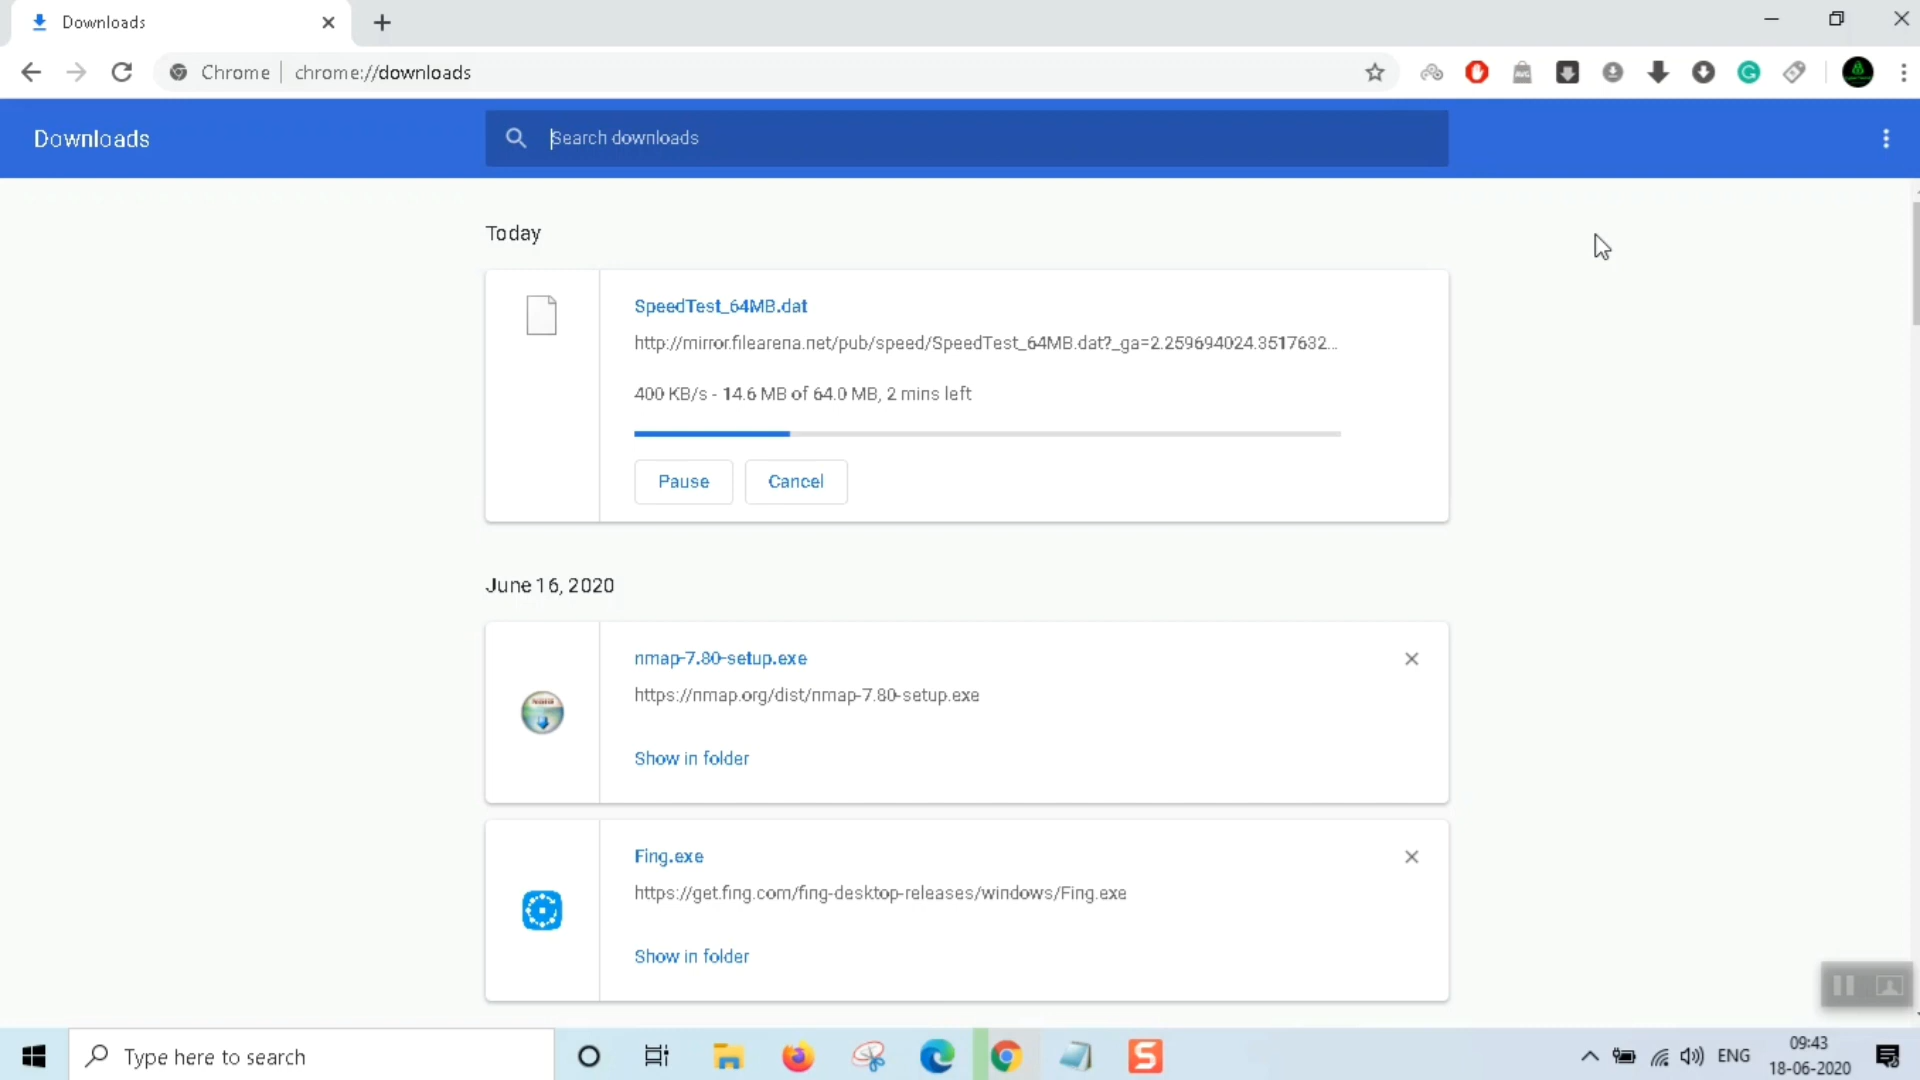 Downloads
Chrome | chrome://downloads
Downloads
Search downloads
Today
SpeedTest_64MB.dat
http://mirror.filearena.net/pub/speed/SpeedTest_64MB.dat?_ga=2.259694024.3517632...
400 KB/s - 14.6 MB of 64.0 MB, 2 mins left
Pause Cancel
June 16, 2020
nmap-7.80-setup.exe
https://nmap.org/dist/nmap-7.80-setup.exe
Show in folder
Fing.exe
https://get.fing.com/fing-desktop-releases/windows/Fing.exe
Show in folder
Type here to search
ENG
09:43
18-06-2020